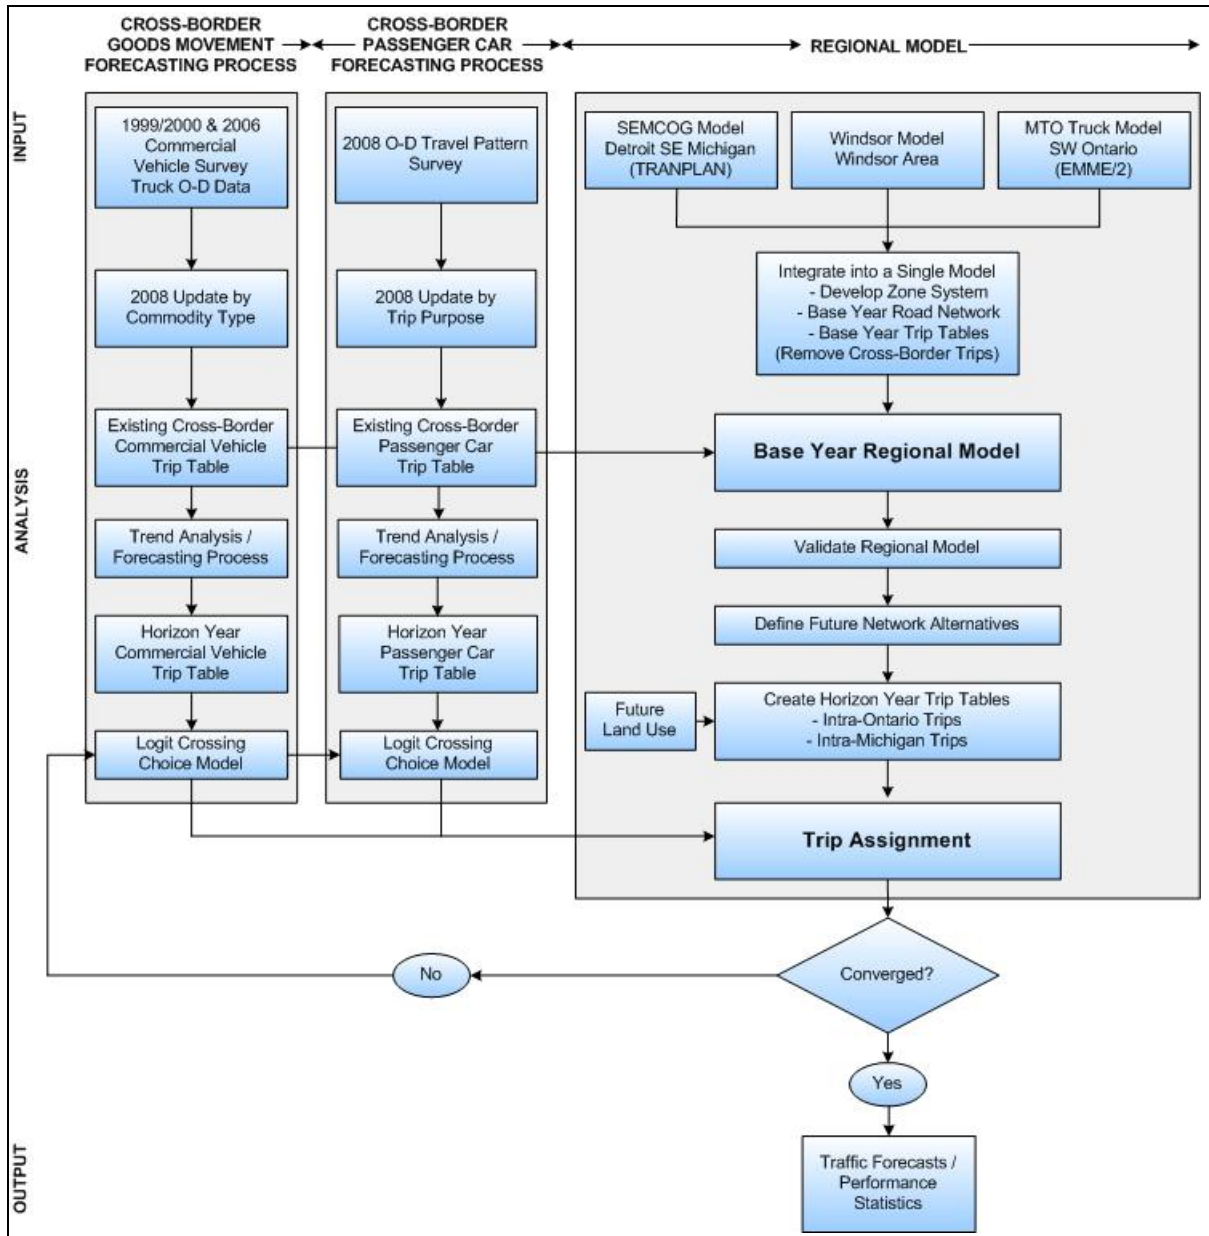 CROSS-BORDER
GOODS MOVEMENT
FORECASTING PROCESS
CROSS-BORDER
PASSENGER CAR
FORECASTING PROCESS
REGIONAL MODEL
INPUT
1999/2000 & 2006
Commercial
Vehicle Survey
Truck O-D Data
2008 O-D Travel Pattern
Survey
SEMCOG Model
Detroit SE Michigan
(TRANPLAN)
Windsor Model
Windsor Area
MTO Truck Model
SW Ontario
(EMME/2)
2008 Update by
Commodity Type
2008 Update by
Trip Purpose
Integrate into a Single Model
- Develop Zone System
- Base Year Road Network
- Base Year Trip Tables
(Remove Cross-Border Trips)
ANALYSIS
Existing Cross-Border
Commercial Vehicle
Trip Table
Existing Cross-Border
Passenger Car
Trip Table
Base Year Regional Model
Trend Analysis /
Forecasting Process
Trend Analysis /
Forecasting Process
Validate Regional Model
Horizon Year
Commercial Vehicle
Trip Table
Horizon Year
Passenger Car
Trip Table
Define Future Network Alternatives
Future
Land Use
Create Horizon Year Trip Tables
- Intra-Ontario Trips
- Intra-Michigan Trips
Logit Crossing
Choice Model
Logit Crossing
Choice Model
Trip Assignment
No
Converged?
Yes
OUTPUT
Traffic Forecasts /
Performance
Statistics